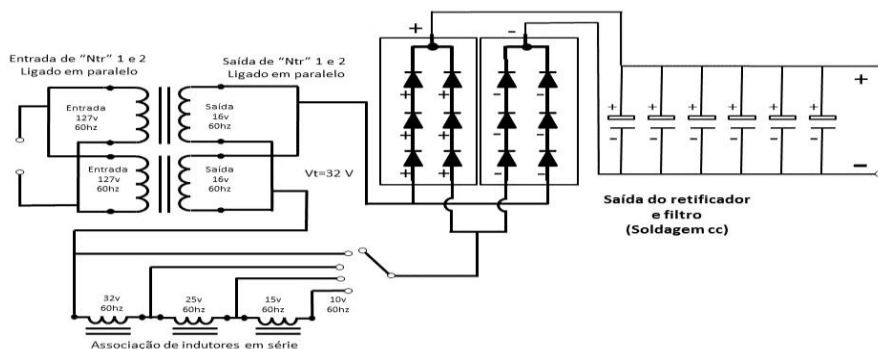 Entrada de “Ntr” 1 e 2
Ligado em paralelo
Saída de “Ntr” 1 e 2
Ligado em paralelo
Entrada
127v
60hz
Saída
16v
60hz
Entrada
127v
60hz
Saída
16v
60hz
Vt=32 V
+
-
+ +
+ +
+ +
- -
- -
- -
+
+ + + + + +
- - - - - -
-
Saída do retificador
e filtro
(Soldagem cc)
32v
60hz
25v
60hz
15v
60hz
10v
60hz
Associação de indutores em série